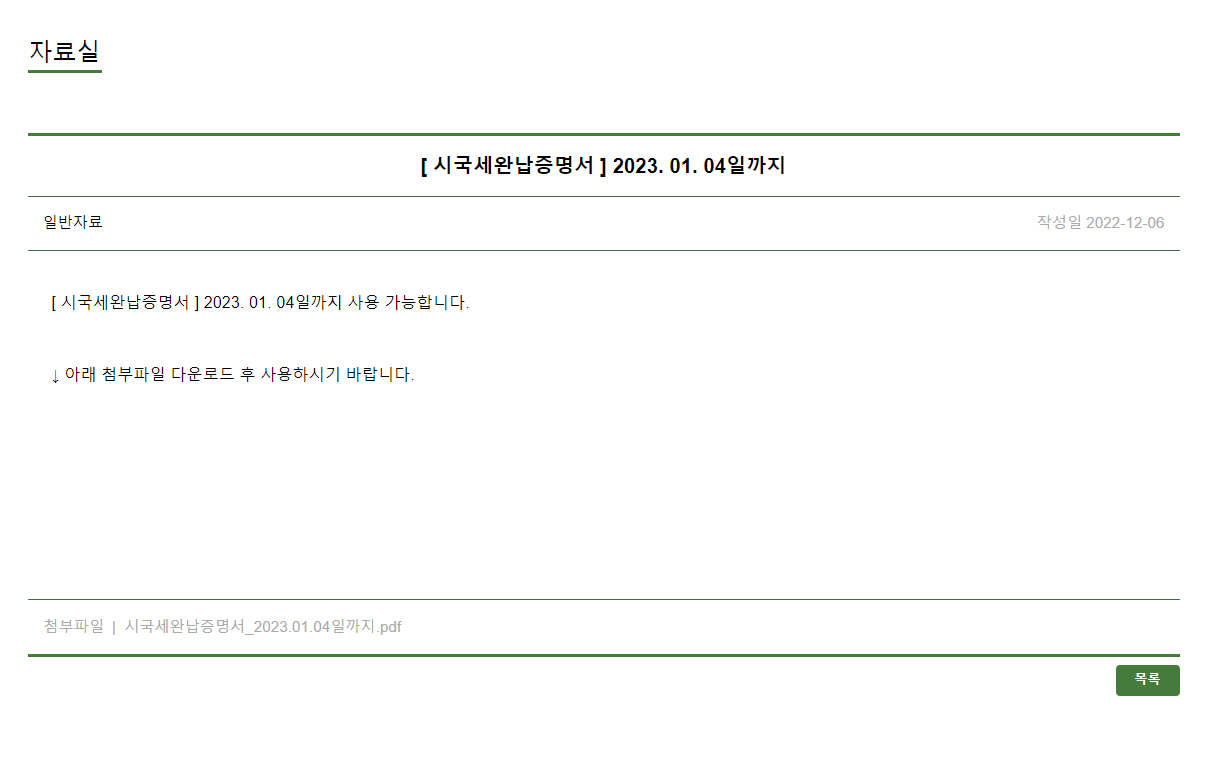 자료실
[ 시국세완납증명서 ] 2023. 01. 04일까지
일반자료 작성일 2022-12-06
[ 시국세완납증명서 ] 2023. 01. 04일까지 사용 가능합니다.
↓ 아래 첨부파일 다운로드 후 사용하시기 바랍니다.
첨부파일 | 시국세완납증명서_2023.01.04일까지.pdf
목록